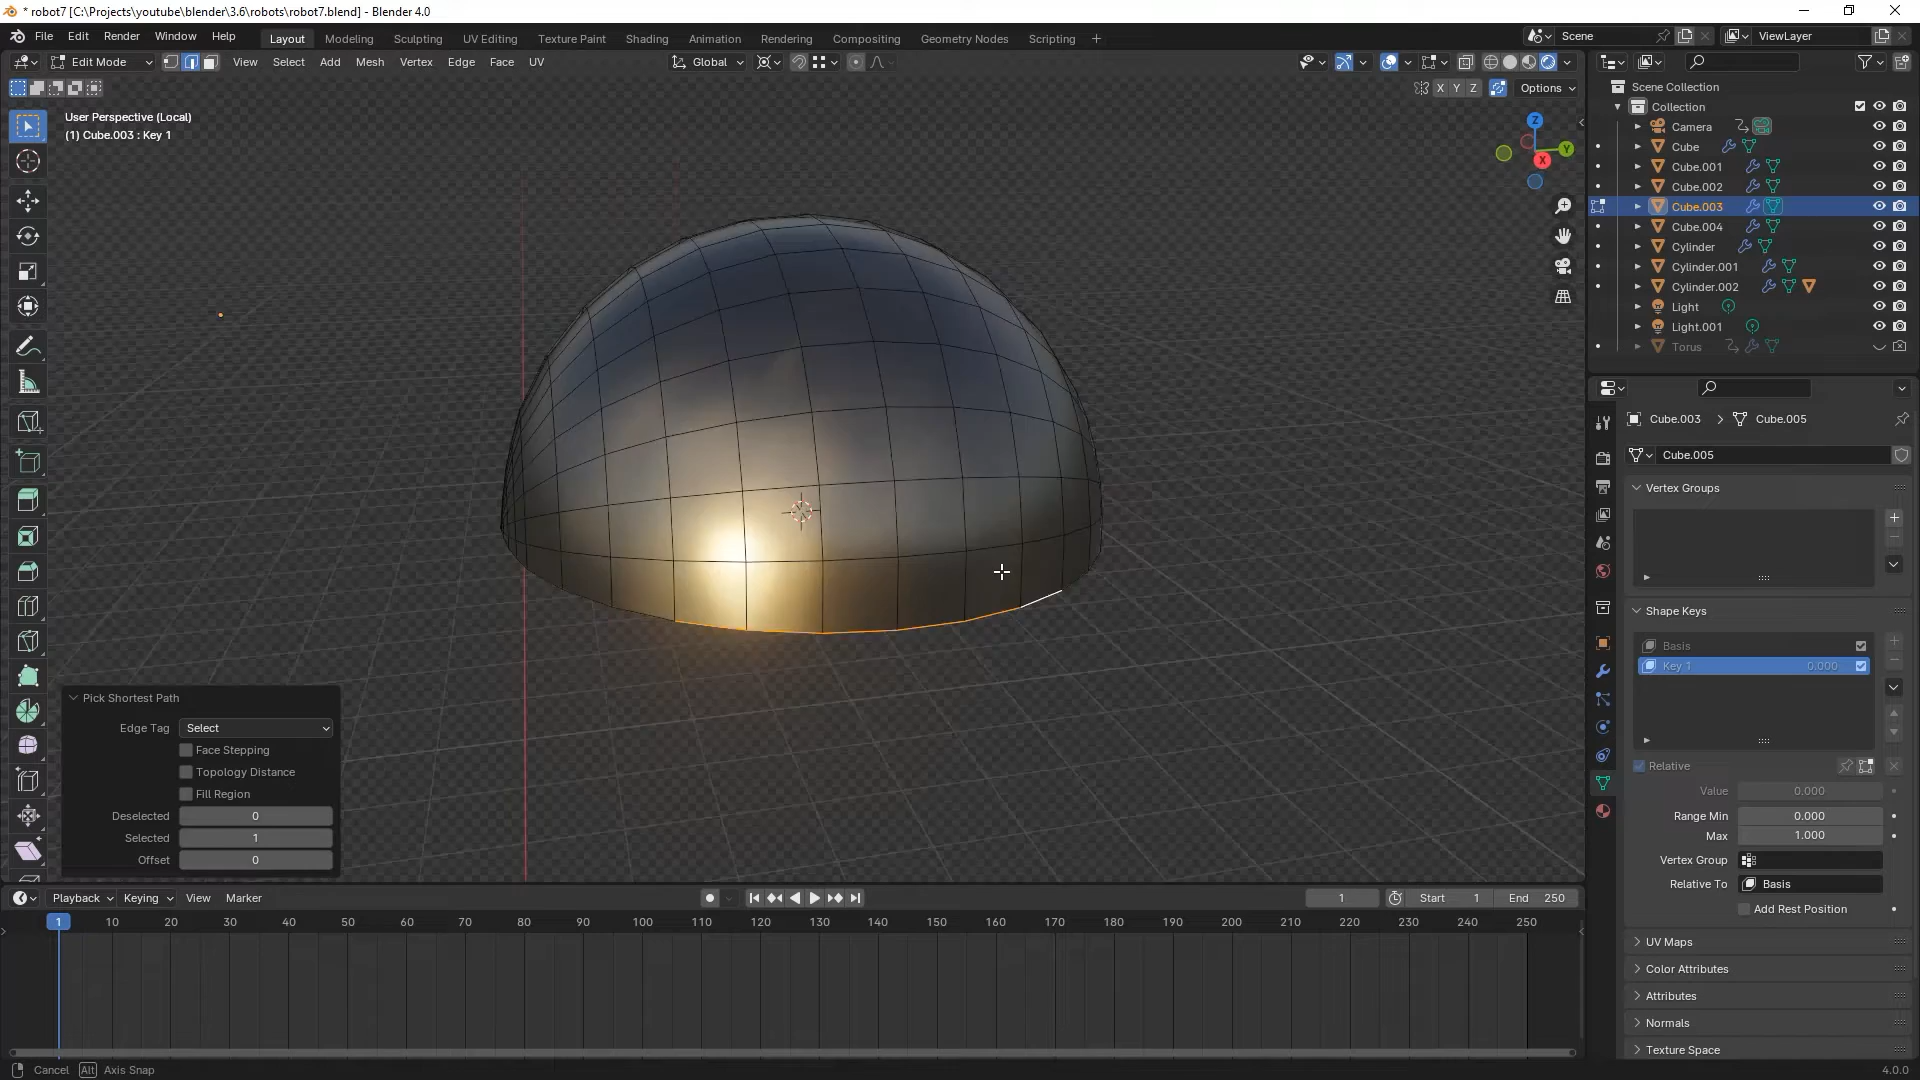 * robot7 [C:\Projects\youtube\blender\3.6\robots\robot7.blend] - Blender 4.0
File Edit Render Window Help Layout Modeling Sculpting UV Editing Texture Paint Shading Animation Rendering Compositing Geometry Nodes Scripting + Scene ViewLayer
Edit Mode View Select Add Mesh Vertex Edge Face UV Global
X Y Z Options
User Perspective (Local)
(1) Cube.003 : Key 1
Z
Y
X
Scene Collection
Collection
Camera
Cube
Cube.001
Cube.002
Cube.003
Cube.004
Cylinder
Cylinder.001
Cylinder.002
Light
Light.001
Torus
Cube.003 > Cube.005
Cube.005
Vertex Groups
Shape Keys
Basis
Key 1 0.000
Relative
Value 0.000
Range Min 0.000
Max 1.000
Vertex Group
Relative To Basis
Add Rest Position
UV Maps
Color Attributes
Attributes
Normals
Texture Space
Pick Shortest Path
Edge Tag Select
Face Stepping
Topology Distance
Fill Region
Deselected 0
Selected 1
Offset 0
Playback Keying View Marker 1 Start 1 End 250
1 10 20 30 40 50 60 70 80 90 100 110 120 130 140 150 160 170 180 190 200 210 220 230 240 250
Cancel Alt Axis Snap 4.0.0